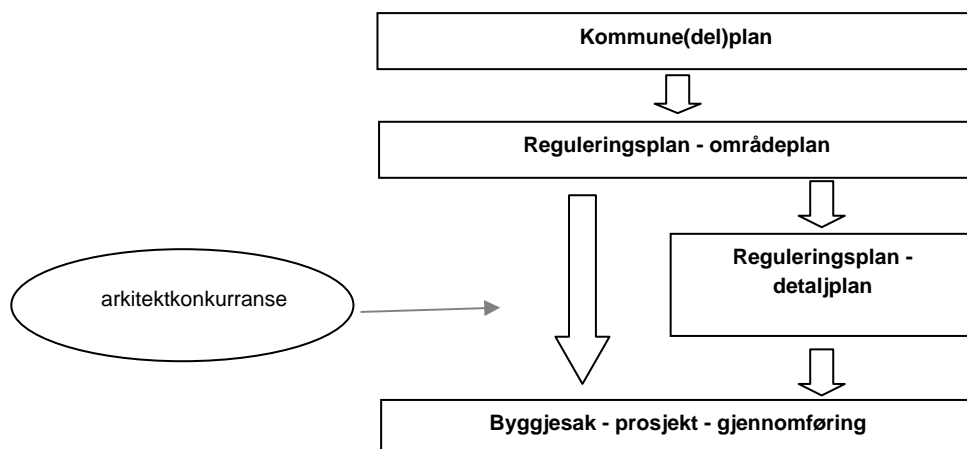 Kommune(del)plan
Reguleringsplan - områdeplan
Reguleringsplan -
detaljplan
arkitektkonkurranse
Byggjesak - prosjekt - gjennomføring